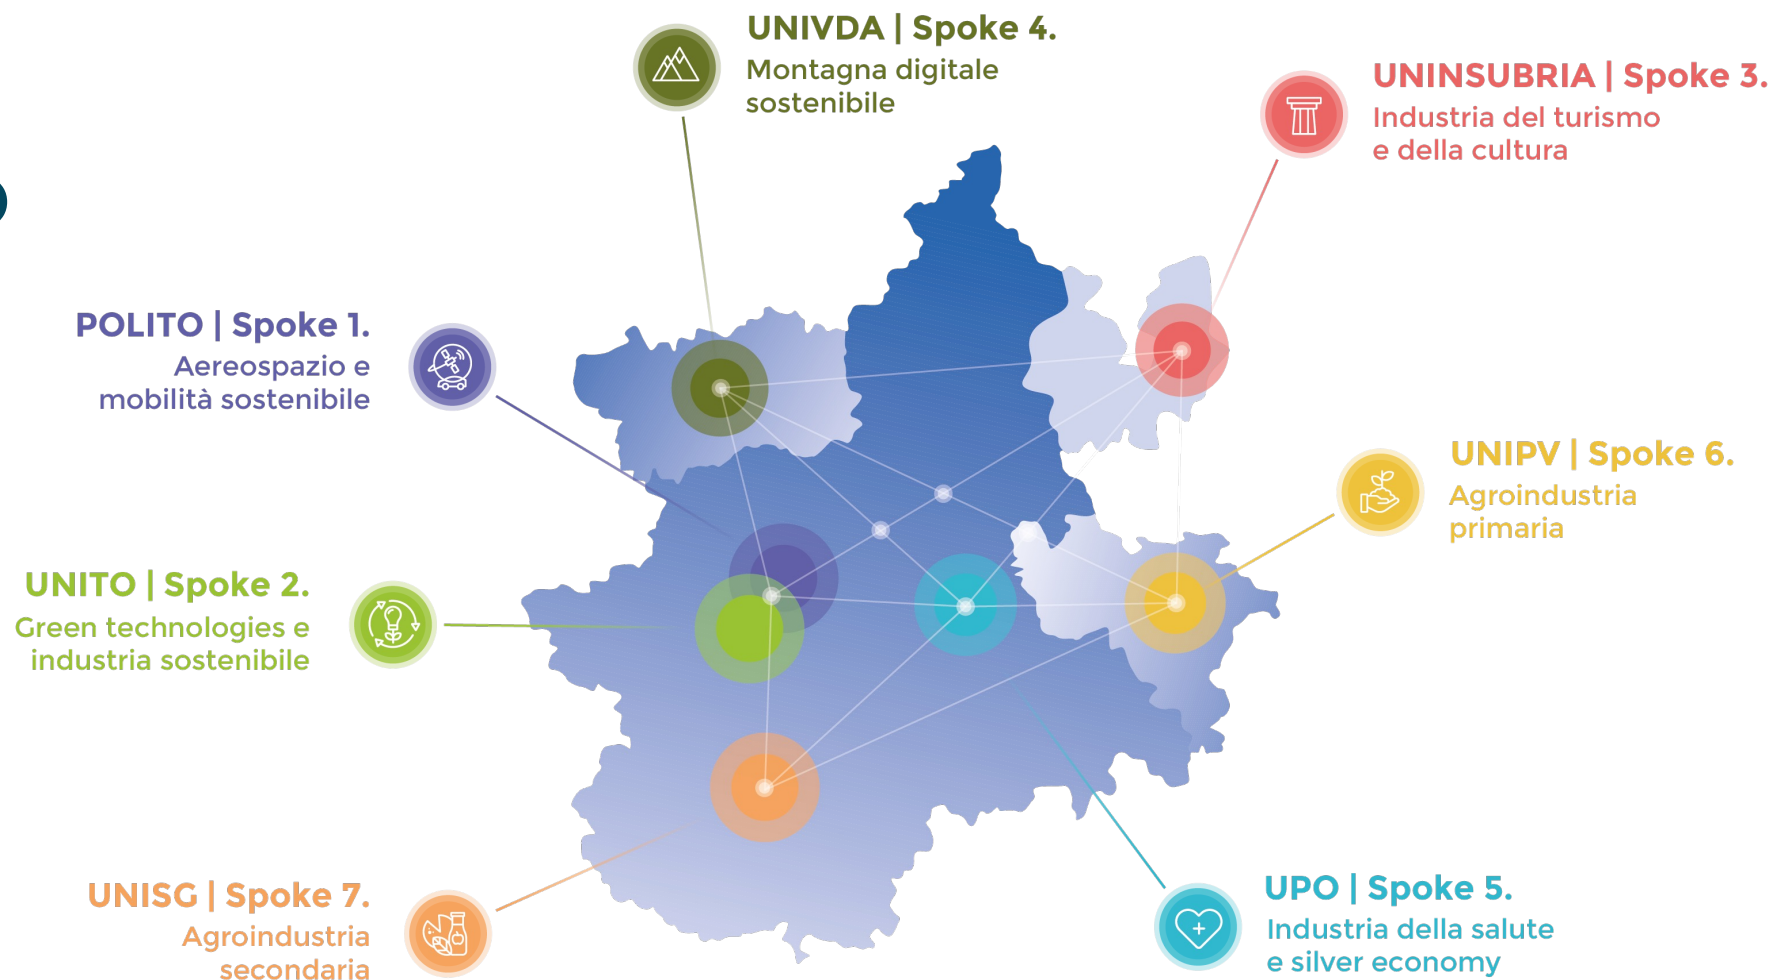 UNIVDA | Spoke 4.
Montagna digitale
sostenibile
UNINSUBRIA | Spoke 3.
Industria del turismo
e della cultura
POLITO | Spoke 1.
Aereospazio e
mobilità sostenibile
UNIPV | Spoke 6.
Agroindustria
primaria
UNITO | Spoke 2.
Green technologies e
industria sostenibile
UNISG | Spoke 7.
Agroindustria
secondaria
UPO | Spoke 5.
Industria della salute
e silver economy